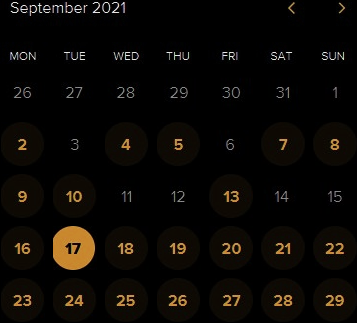 September 2021 < >
MON TUE WED THU FRI SAT SUN
26 27 28 29 30 31 1
2 3 4 5 6 7 8
9 10 11 12 13 14 15
16 17 18 19 20 21 22
23 24 25 26 27 28 29